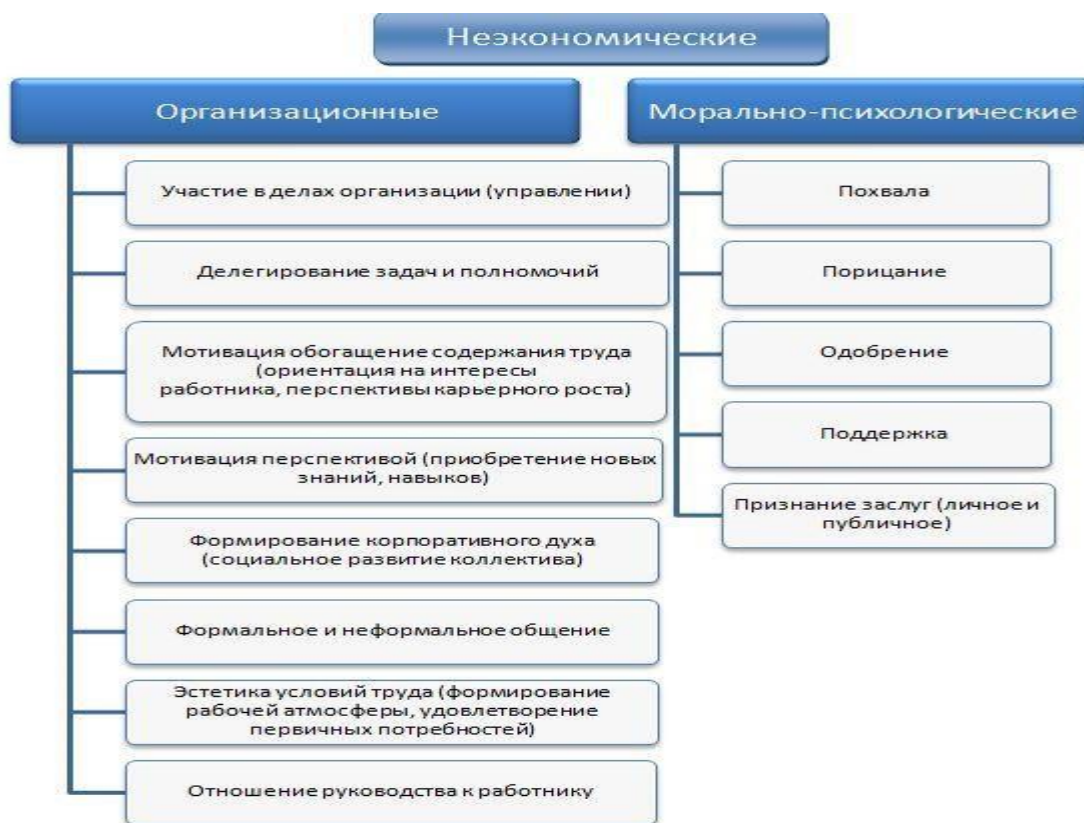 Неэкономические
Организационные
Участие в делах организации (управлении)
Делегирование задач и полномочий
Мотивация обогащение содержания труда
(ориентация на интересы
работника, перспективы карьерного роста)
Мотивация перспективой (приобретение новых
знаний, навыков)
Формирование корпоративного духа
(социальное развитие коллектива)
Формальное и неформальное общение
Эстетика условий труда (формирование
рабочей атмосферы, удовлетворение
первичных потребностей)
Отношение руководства к работнику
Морально-психологические
Похвала
Порицание
Одобрение
Поддержка
Признание заслуг (личное и
публичное)